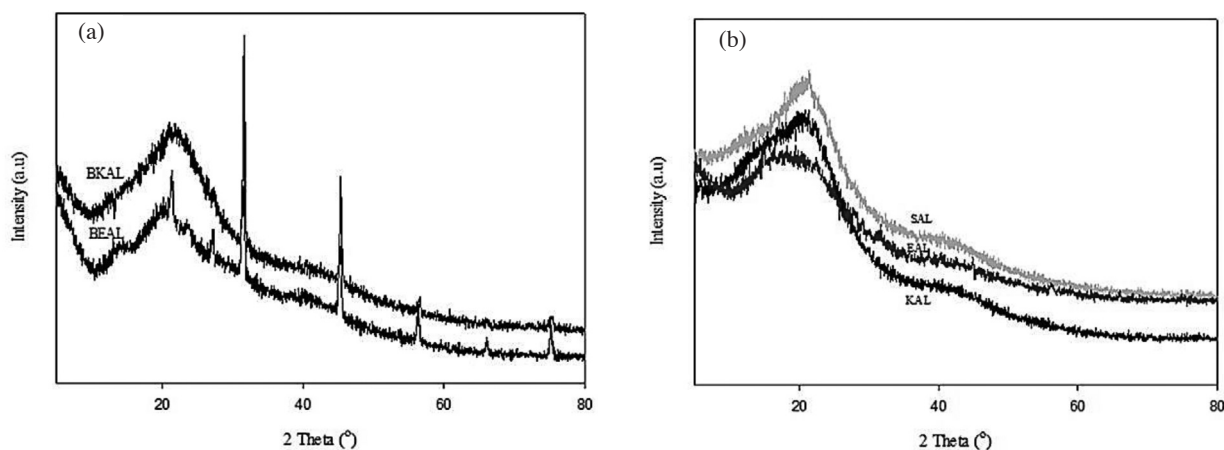 (a)
Intensity (a.u)
BKAL
BEAL
20
40
60
80
2 Theta (°)
(b)
Intensity (a.u)
SAL
EAL
KAL
20
40
60
80
2 Theta (°)